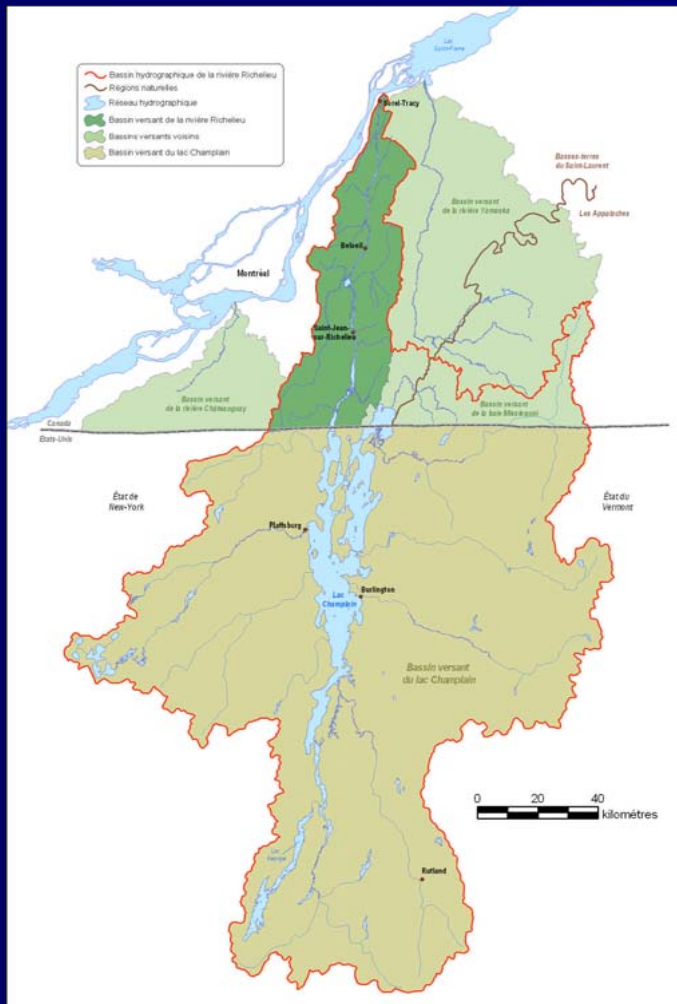 Lac
Saint-Pierre
Bassin hydrographique de la rivière Richelieu
Régions naturelles
Réseau hydrographique
Bassin versant de la rivière Richelieu
Bassins versants voisins
Bassin versant du lac Champlain
Sorel-Tracy
Basses-terres
du Saint-Laurent
Les Appalaches
Bassin versant
de la rivière Yamaska
Beloeil
Montréal
Saint-Jean-
sur-Richelieu
Bassin versant
de la rivière Châteauguay
Bassin versant
de la baie Missisquoi
Canada
États-Unis
État de
New-York
État du
Vermont
Plattsburg
Burlington
Lac
Champlain
Bassin versant
du lac Champlain
0 20 40
kilomètres
Lac
Rutland